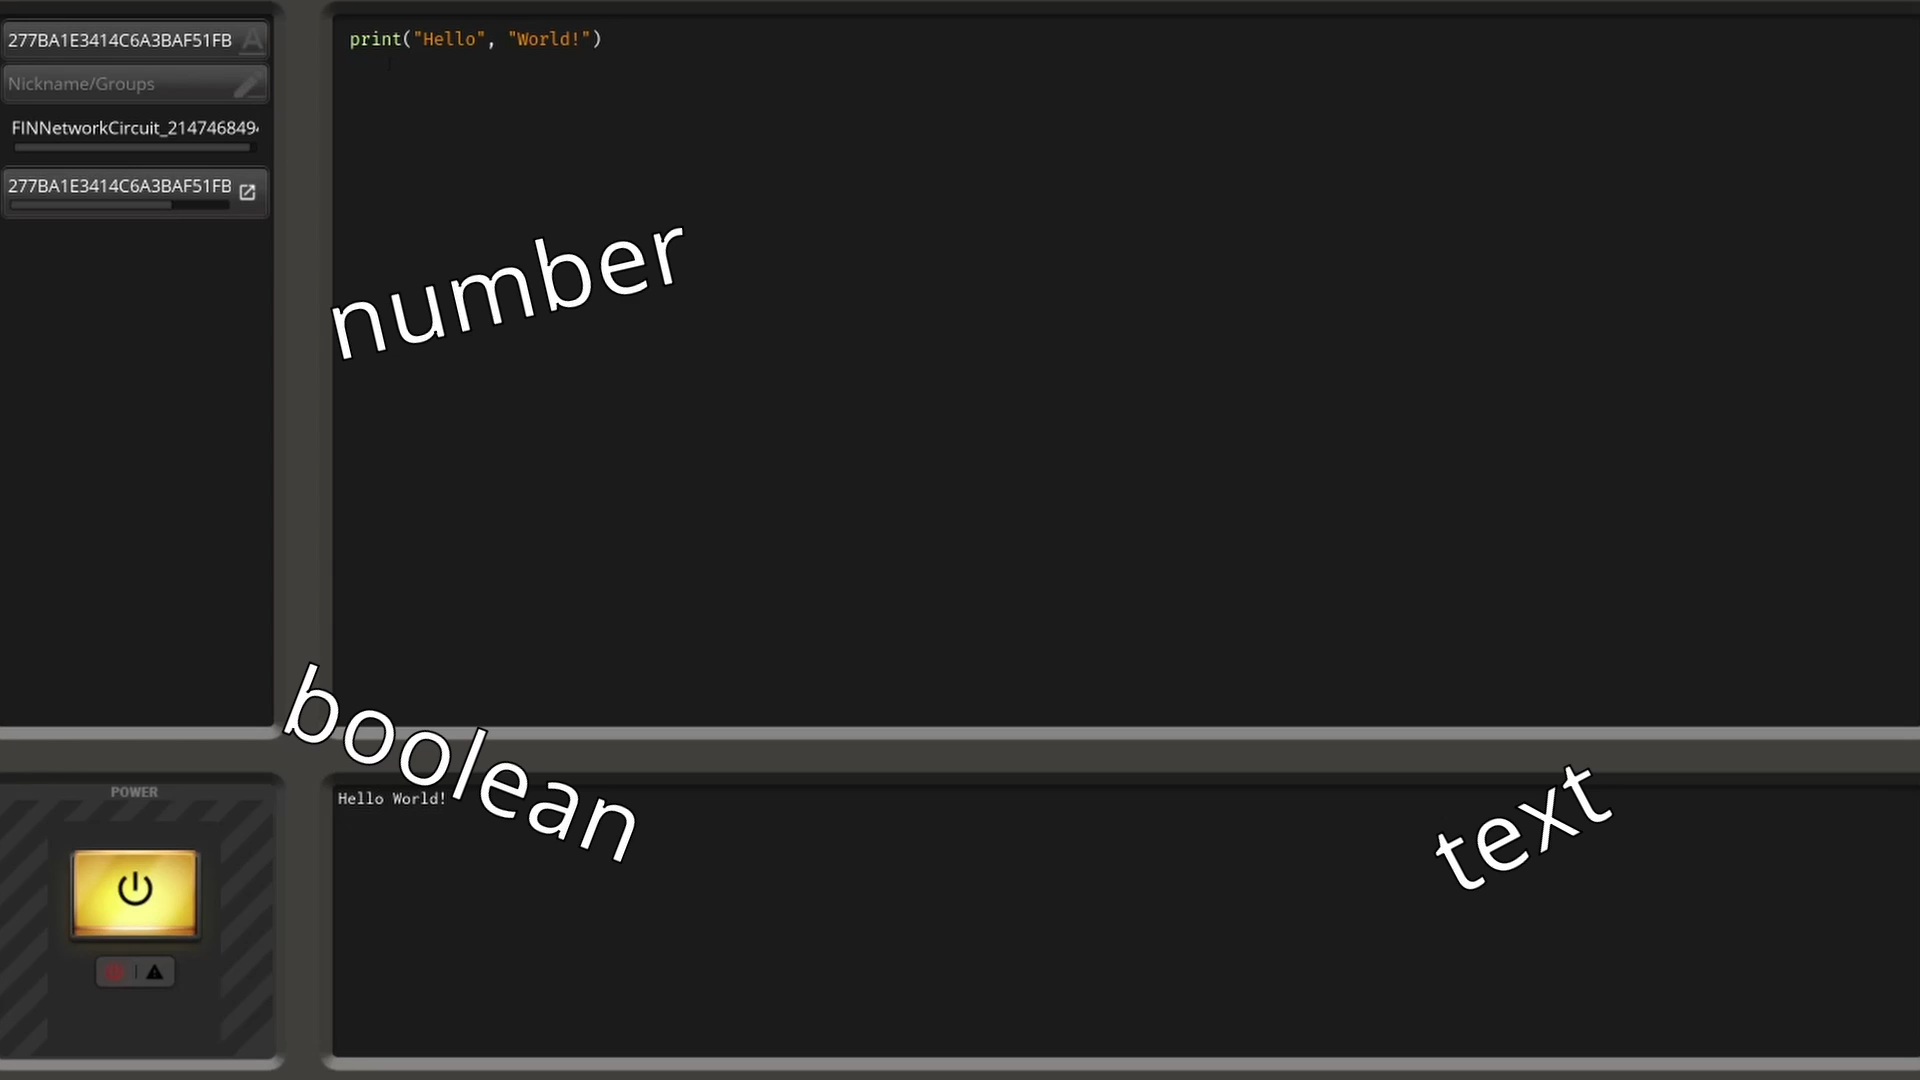 277BA1E3414C6A3BAF51FB
Nickname/Groups
FINNetworkCircuit_214746849
277BA1E3414C6A3BAF51FB
print("Hello", "World!")
number
boolean
text
POWER
Hello World!